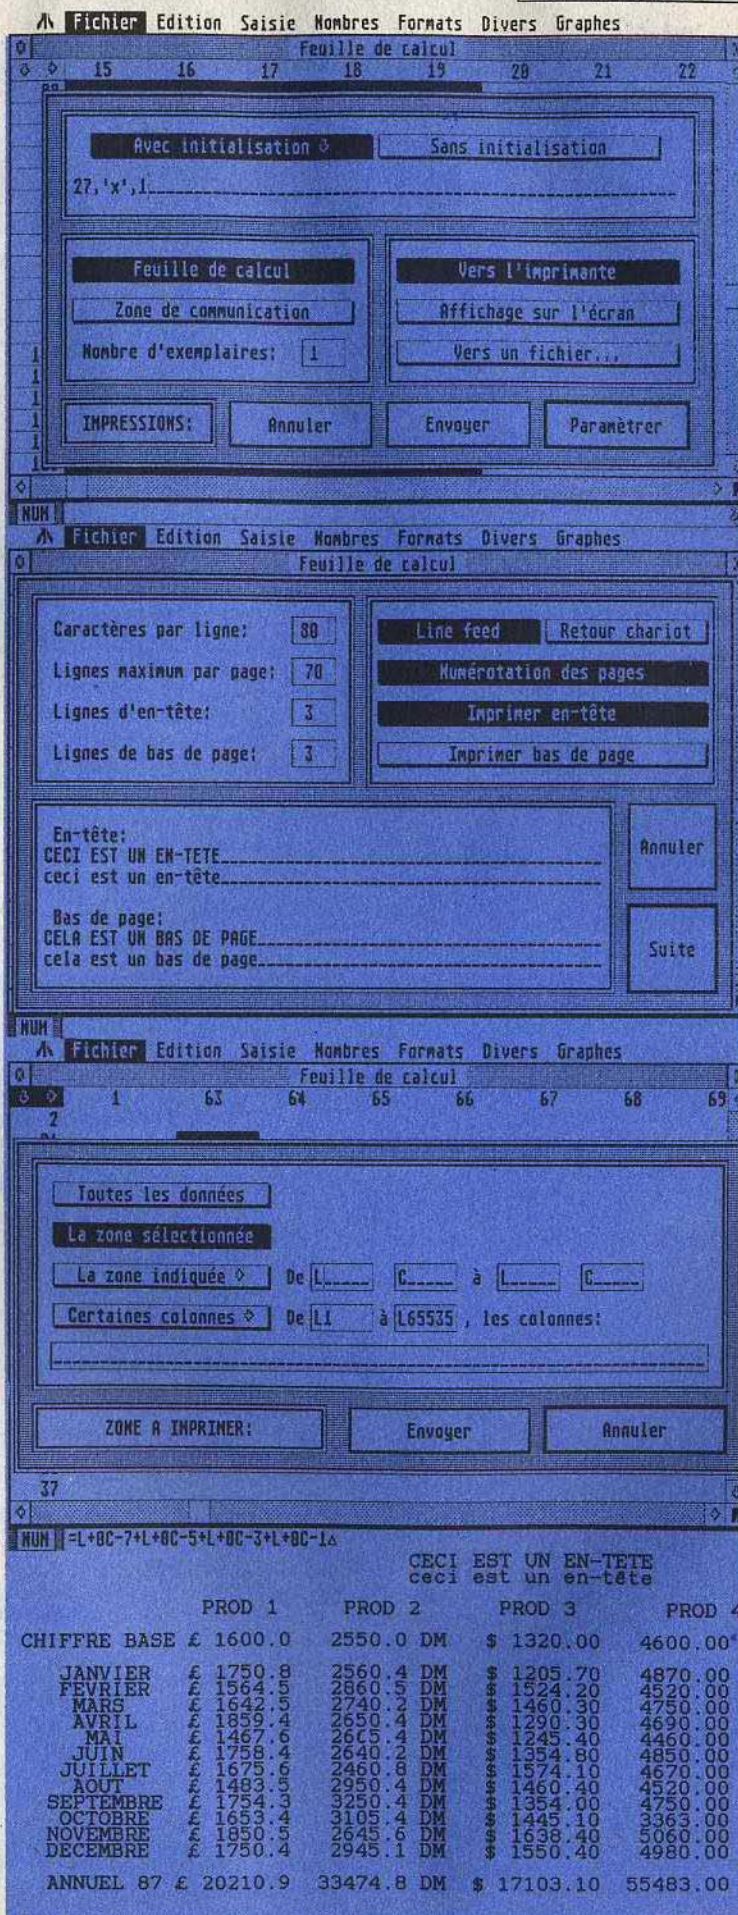 Fichier Edition Saisie Nombres Formats Divers Graphes
Feuille de calcul
15 16 17 18 19 20 21 22
Avec initialisation Sans initialisation
27,'x',1
Feuille de calcul Vers l'imprimante
Zone de communication Affichage sur l'écran
Nombre d'exemplaires: 1 Vers un fichier...
IMPRESSIONS: Annuler Envoyer Paramètrer
NUM
Fichier Edition Saisie Nombres Formats Divers Graphes
Feuille de calcul
Caractères par ligne: 80 Line feed Retour chariot
Lignes maximum par page: 70 Numérotation des pages
Lignes d'en-tête: 3 Imprimer en-tête
Lignes de bas de page: 3 Imprimer bas de page
En-tête:
CECI EST UN EN-TETE
ceci est un en-tête
Annuler
Bas de page:
CELA EST UN BAS DE PAGE
cela est un bas de page
Suite
NUM
Fichier Edition Saisie Nombres Formats Divers Graphes
Feuille de calcul
1 63 64 65 66 67 68 69
2
Toutes les données
La zone sélectionnée
La zone indiquée De L C à L C
Certaines colonnes De L1 à L65535 , les colonnes:
ZONE A IMPRIMER: Envoyer Annuler
37
NUM =L+0C-7+L+0C-5+L+0C-3+L+0C-1
CECI EST UN EN-TETE
ceci est un en-tête
PROD 1 PROD 2 PROD 3 PROD 4
CHIFFRE BASE £ 1600.0 2550.0 DM $ 1320.00 4600.00
JANVIER £ 1750.8 2560.4 DM $ 1205.70 4870.00
FEVRIER £ 1564.5 2860.5 DM $ 1524.20 4520.00
MARS £ 1642.5 2740.2 DM $ 1460.30 4750.00
AVRIL £ 1859.4 2650.4 DM $ 1290.30 4690.00
MAI £ 1467.6 2665.4 DM $ 1245.40 4460.00
JUIN £ 1758.4 2640.2 DM $ 1354.80 4850.00
JUILLET £ 1675.6 2460.8 DM $ 1574.10 4670.00
AOUT £ 1483.5 2950.4 DM $ 1460.40 4520.00
SEPTEMBRE £ 1754.3 3250.4 DM $ 1354.00 4750.00
OCTOBRE £ 1653.4 3105.4 DM $ 1445.10 3363.00
NOVEMBRE £ 1850.5 2645.6 DM $ 1638.40 5060.00
DECEMBRE £ 1750.4 2945.1 DM $ 1550.40 4980.00
ANNUEL 87 £ 20210.9 33474.8 DM $ 17103.10 55483.00